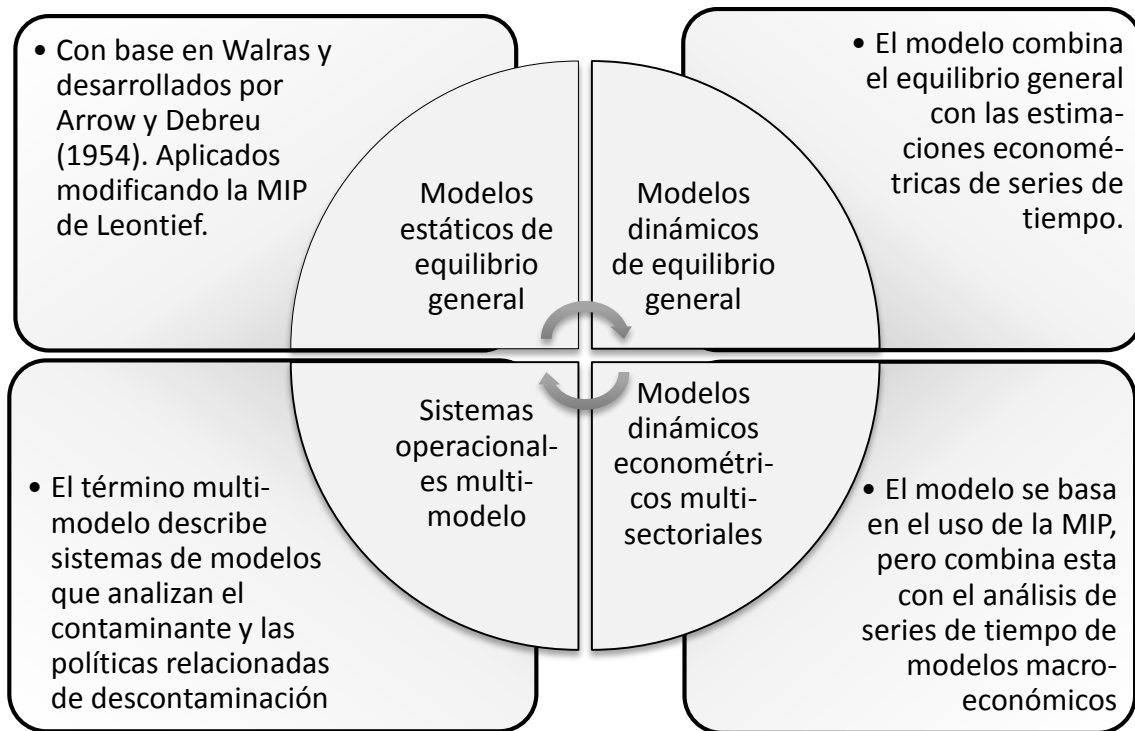 • Con base en Walras y
desarrollados por
Arrow y Debreu
(1954). Aplicados
modificando la MIP
de Leontief.
Modelos
estáticos de
equilibrio
general
Modelos
dinámicos
de equilibrio
general
• El modelo combina
el equilibrio general
con las estima-
ciones economé-
tricas de series de
tiempo.
• El término multi-
modelo describe
sistemas de modelos
que analizan el
contaminante y las
políticas relacionadas
de descontaminación
Sistemas
operacional-
es multi-
modelo
Modelos
dinámicos
econométri-
cos multi-
sectoriales
• El modelo se basa
en el uso de la MIP,
pero combina esta
con el análisis de
series de tiempo de
modelos macro-
económicos